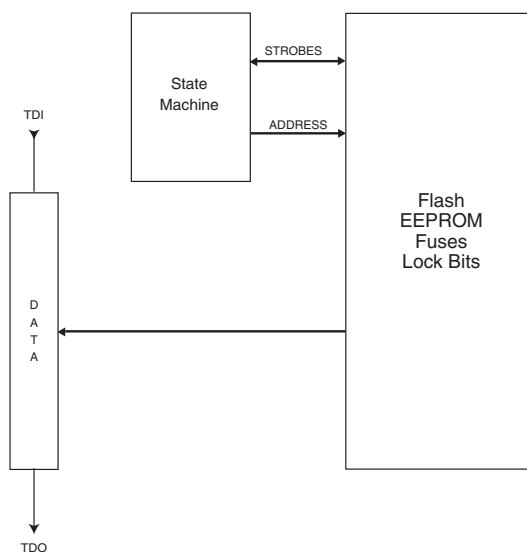 STROBES
State
Machine
ADDRESS
TDI
Flash
EEPROM
Fuses
Lock Bits
D
A
T
A
TDO